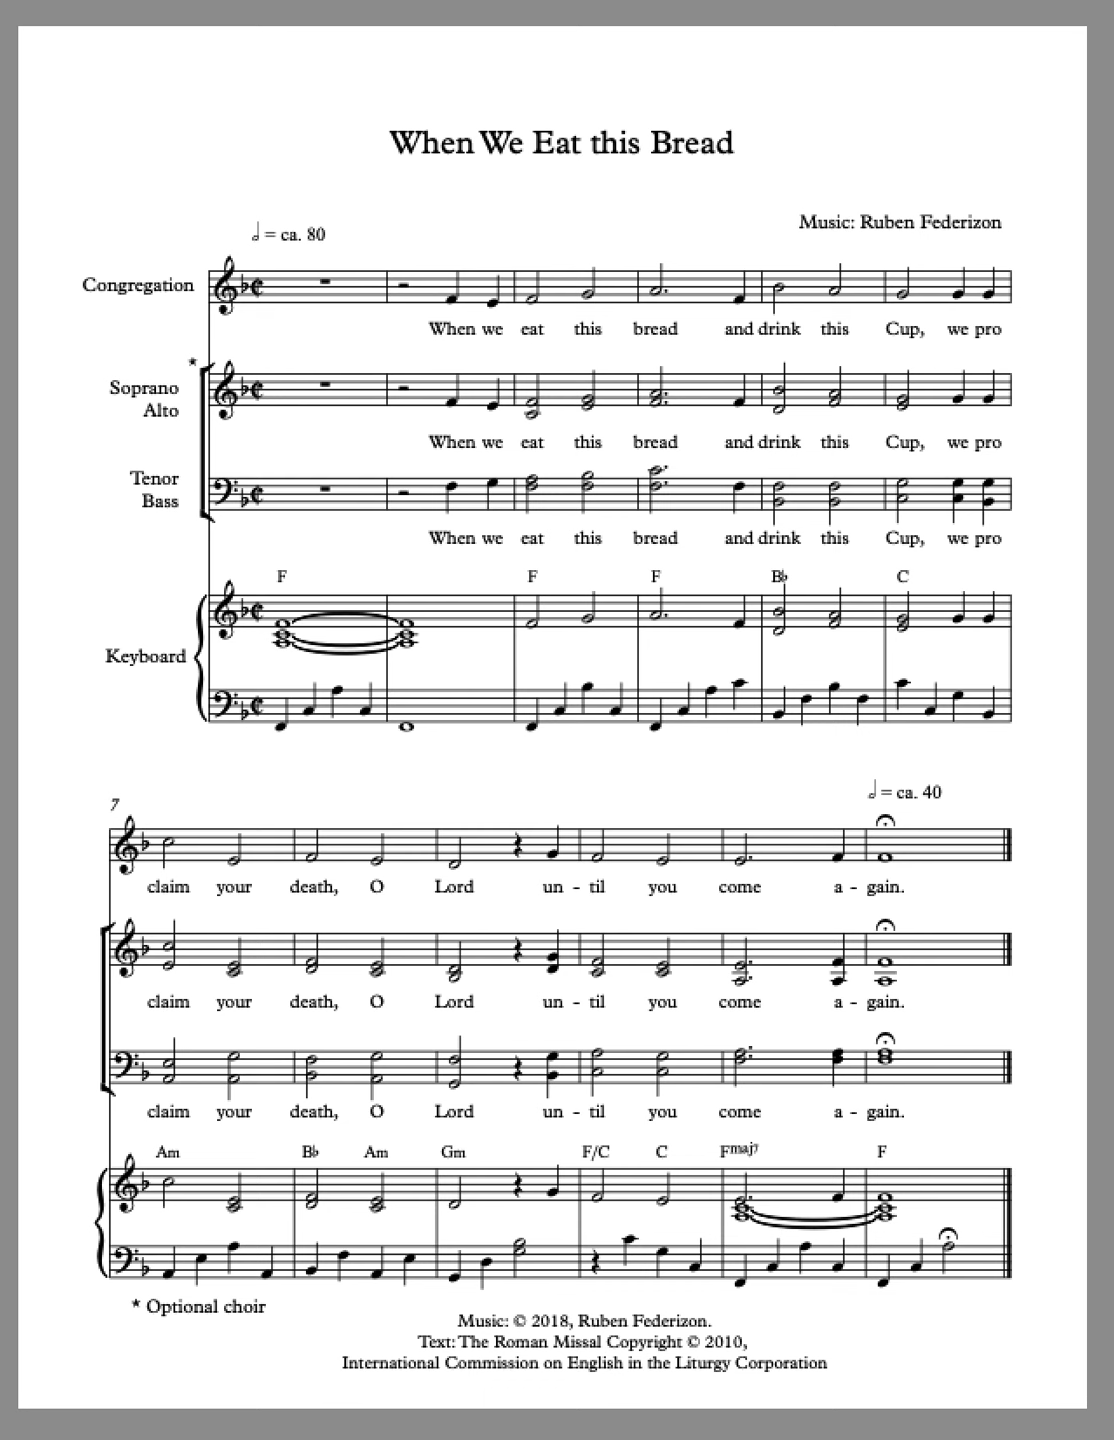 When We Eat this Bread
Music: Ruben Federizon
𝅗𝅥 = ca. 80
Congregation
When we eat this bread and drink this Cup, we pro
*
Soprano
Alto
When we eat this bread and drink this Cup, we pro
Tenor
Bass
When we eat this bread and drink this Cup, we pro
F F F B♭ C
Keyboard
7
𝅗𝅥 = ca. 40
claim your death, O Lord un - til you come a - gain.
claim your death, O Lord un - til you come a - gain.
claim your death, O Lord un - til you come a - gain.
Am B♭ Am Gm F/C C Fmaj7 F
* Optional choir
Music: © 2018, Ruben Federizon.
Text: The Roman Missal Copyright © 2010,
International Commission on English in the Liturgy Corporation